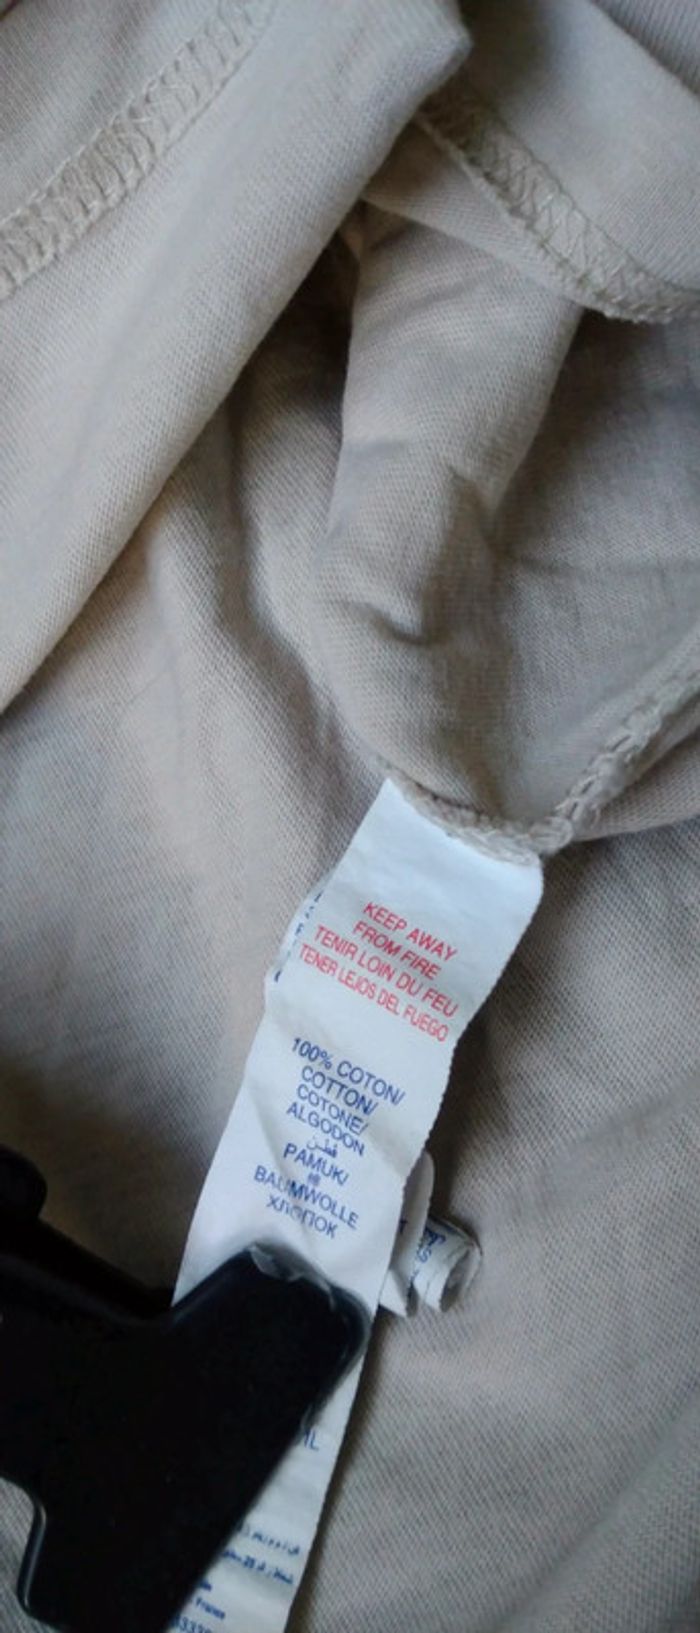 KEEP AWAY
FROM FIRE
TENIR LOIN DU FEU
TENER LEJOS DEL FUEGO
100% COTON/
COTTON/
COTONE/
ALGODON
قطن
PAMUK/
棉
BAUMWOLLE
ХЛОПОК
France